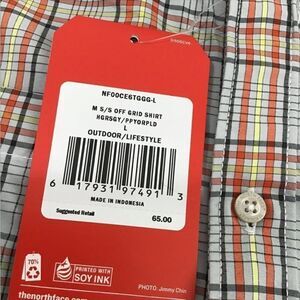 NF00CE6TGGG-L
M S/S OFF GRID SHIRT
HGRSGY/PPYORPLD
L
OUTDOOR/LIFESTYLE
6 17931 97491 3
MADE IN INDONESIA
Suggested Retail
65.00
70%
PRINTED WITH
SOY INK
PHOTO: Jimmy Chin
thenorthface.com